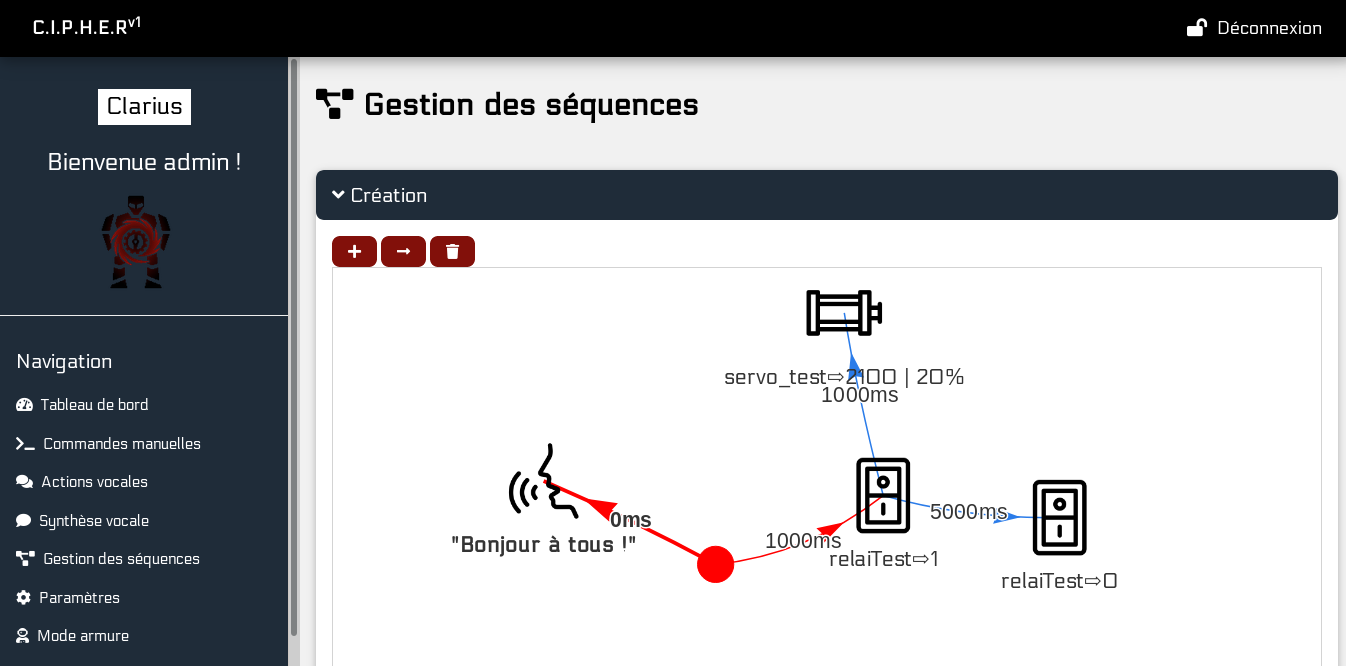 C.I.P.H.E.Rv1
Déconnexion
Clarius
Bienvenue admin !
Navigation
Tableau de bord
Commandes manuelles
Actions vocales
Synthèse vocale
Gestion des séquences
Paramètres
Mode armure
Gestion des séquences
Création
servo_test⇨2100 | 20%
1000ms
"Bonjour à tous !"
0ms
1000ms
relaiTest⇨1
5000ms
relaiTest⇨0